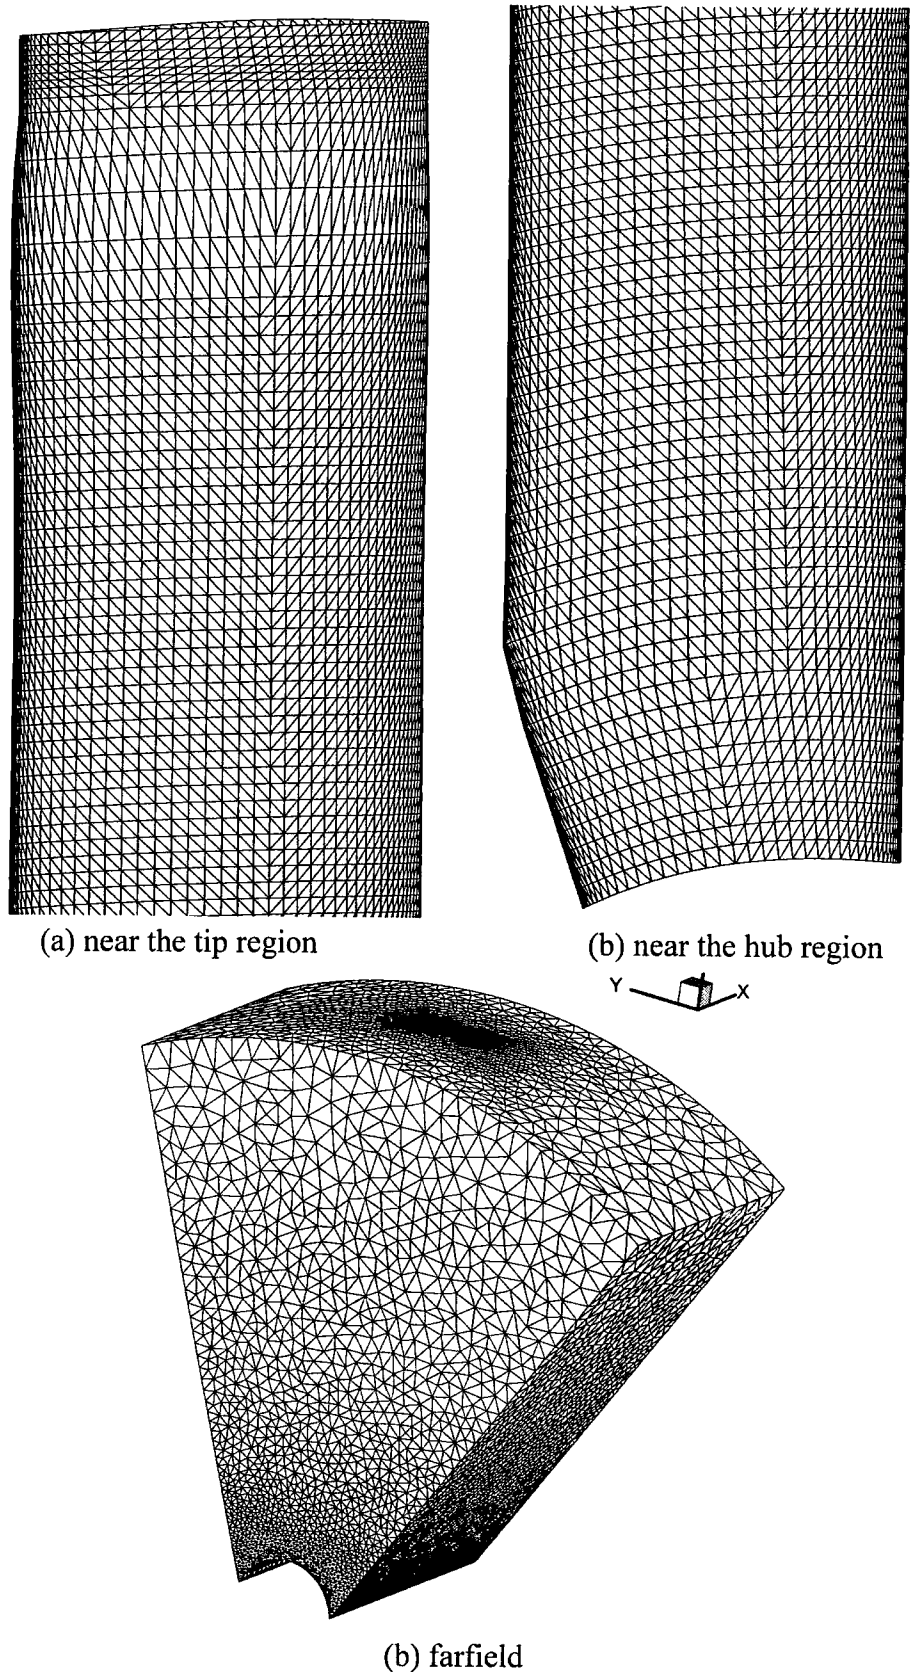 (a) near the tip region
(b) near the hub region
Y
X
(b) farfield